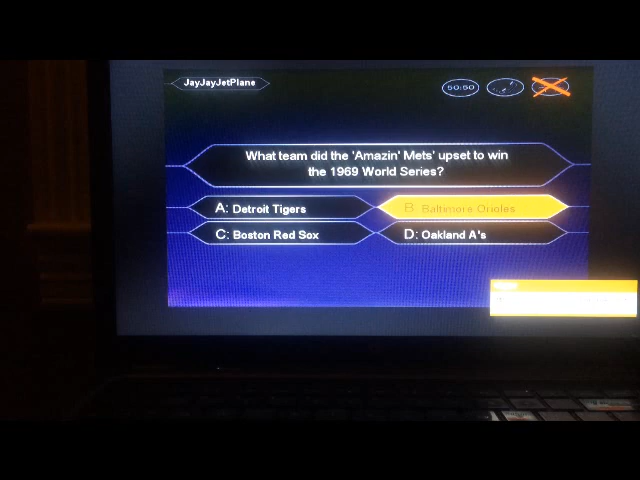 JayJayJetPlane
50:50
What team did the 'Amazin' Mets' upset to win
the 1969 World Series?
A: Detroit Tigers
B: Baltimore Orioles
C: Boston Red Sox
D: Oakland A's